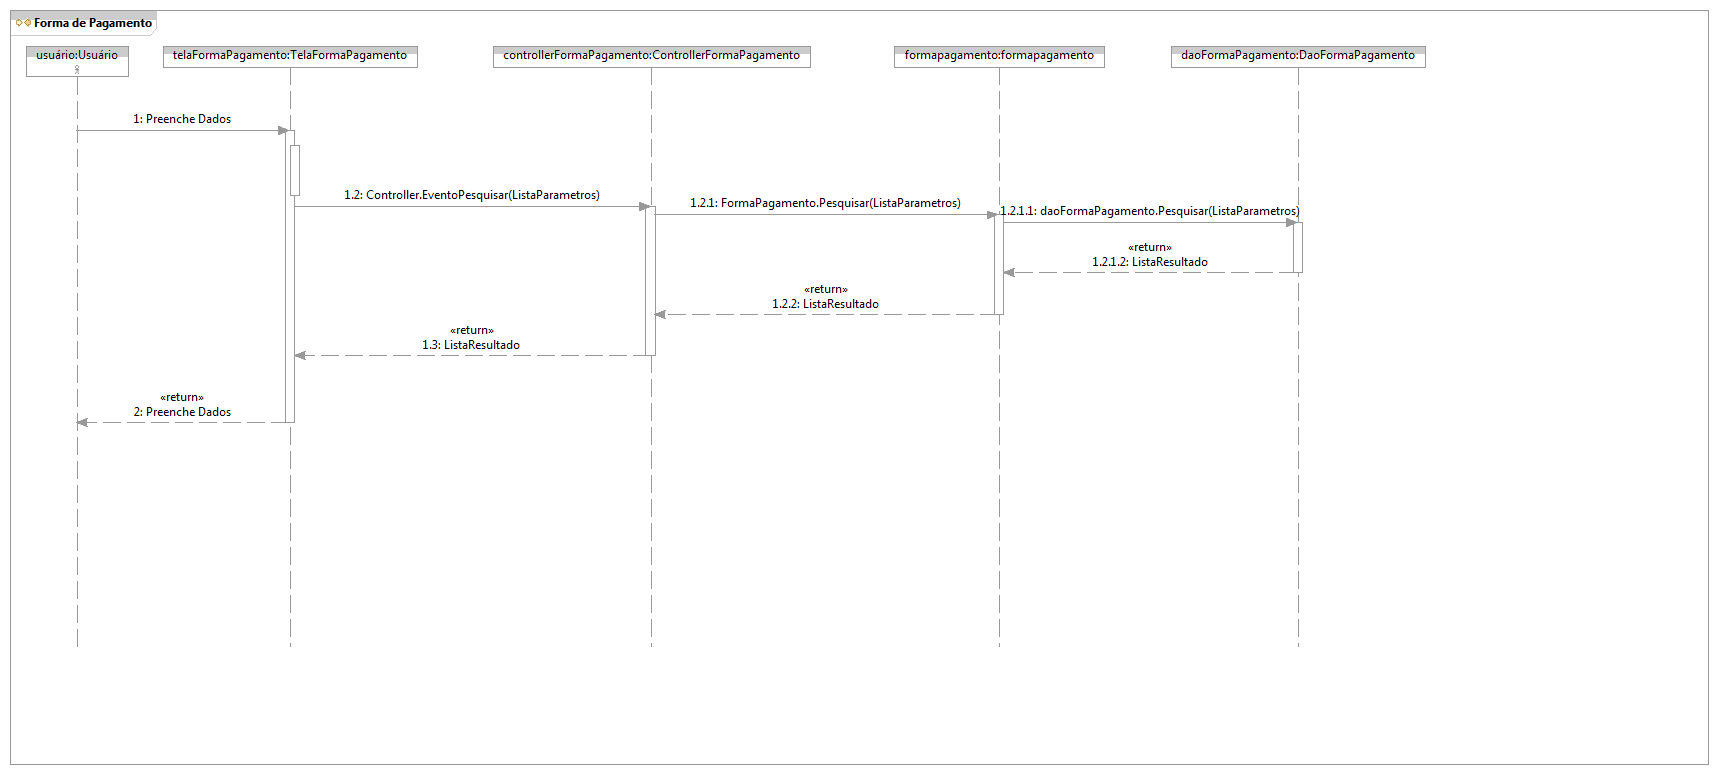 Forma de Pagamento
usuário:Usuário
telaFormaPagamento:TelaFormaPagamento
controllerFormaPagamento:ControllerFormaPagamento
formapagamento:formapagamento
daoFormaPagamento:DaoFormaPagamento
1: Preenche Dados
1.2: Controller.EventoPesquisar(ListaParametros)
1.2.1: FormaPagamento.Pesquisar(ListaParametros)
1.2.1.1: daoFormaPagamento.Pesquisar(ListaParametros)
«return»
1.2.1.2: ListaResultado
«return»
1.2.2: ListaResultado
«return»
1.3: ListaResultado
«return»
2: Preenche Dados